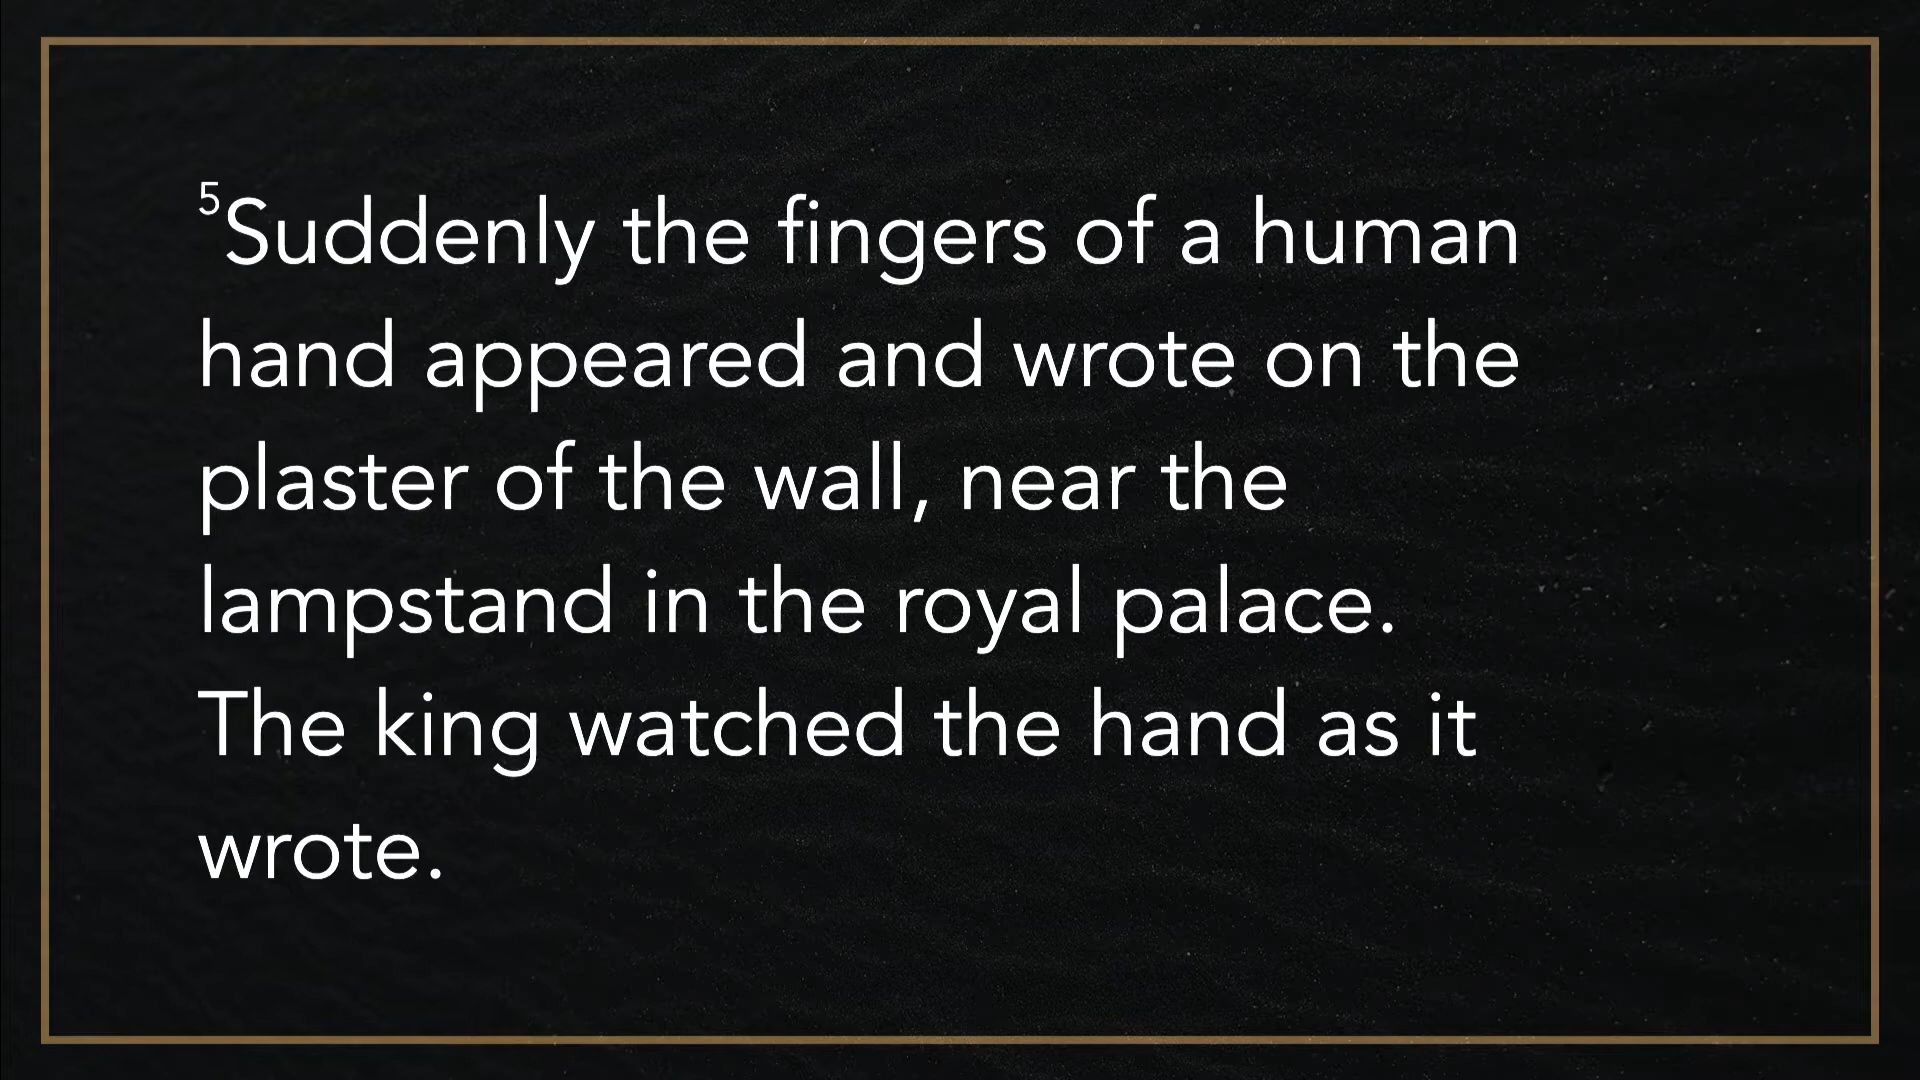 ⁵Suddenly the fingers of a human
hand appeared and wrote on the
plaster of the wall, near the
lampstand in the royal palace.
The king watched the hand as it
wrote.